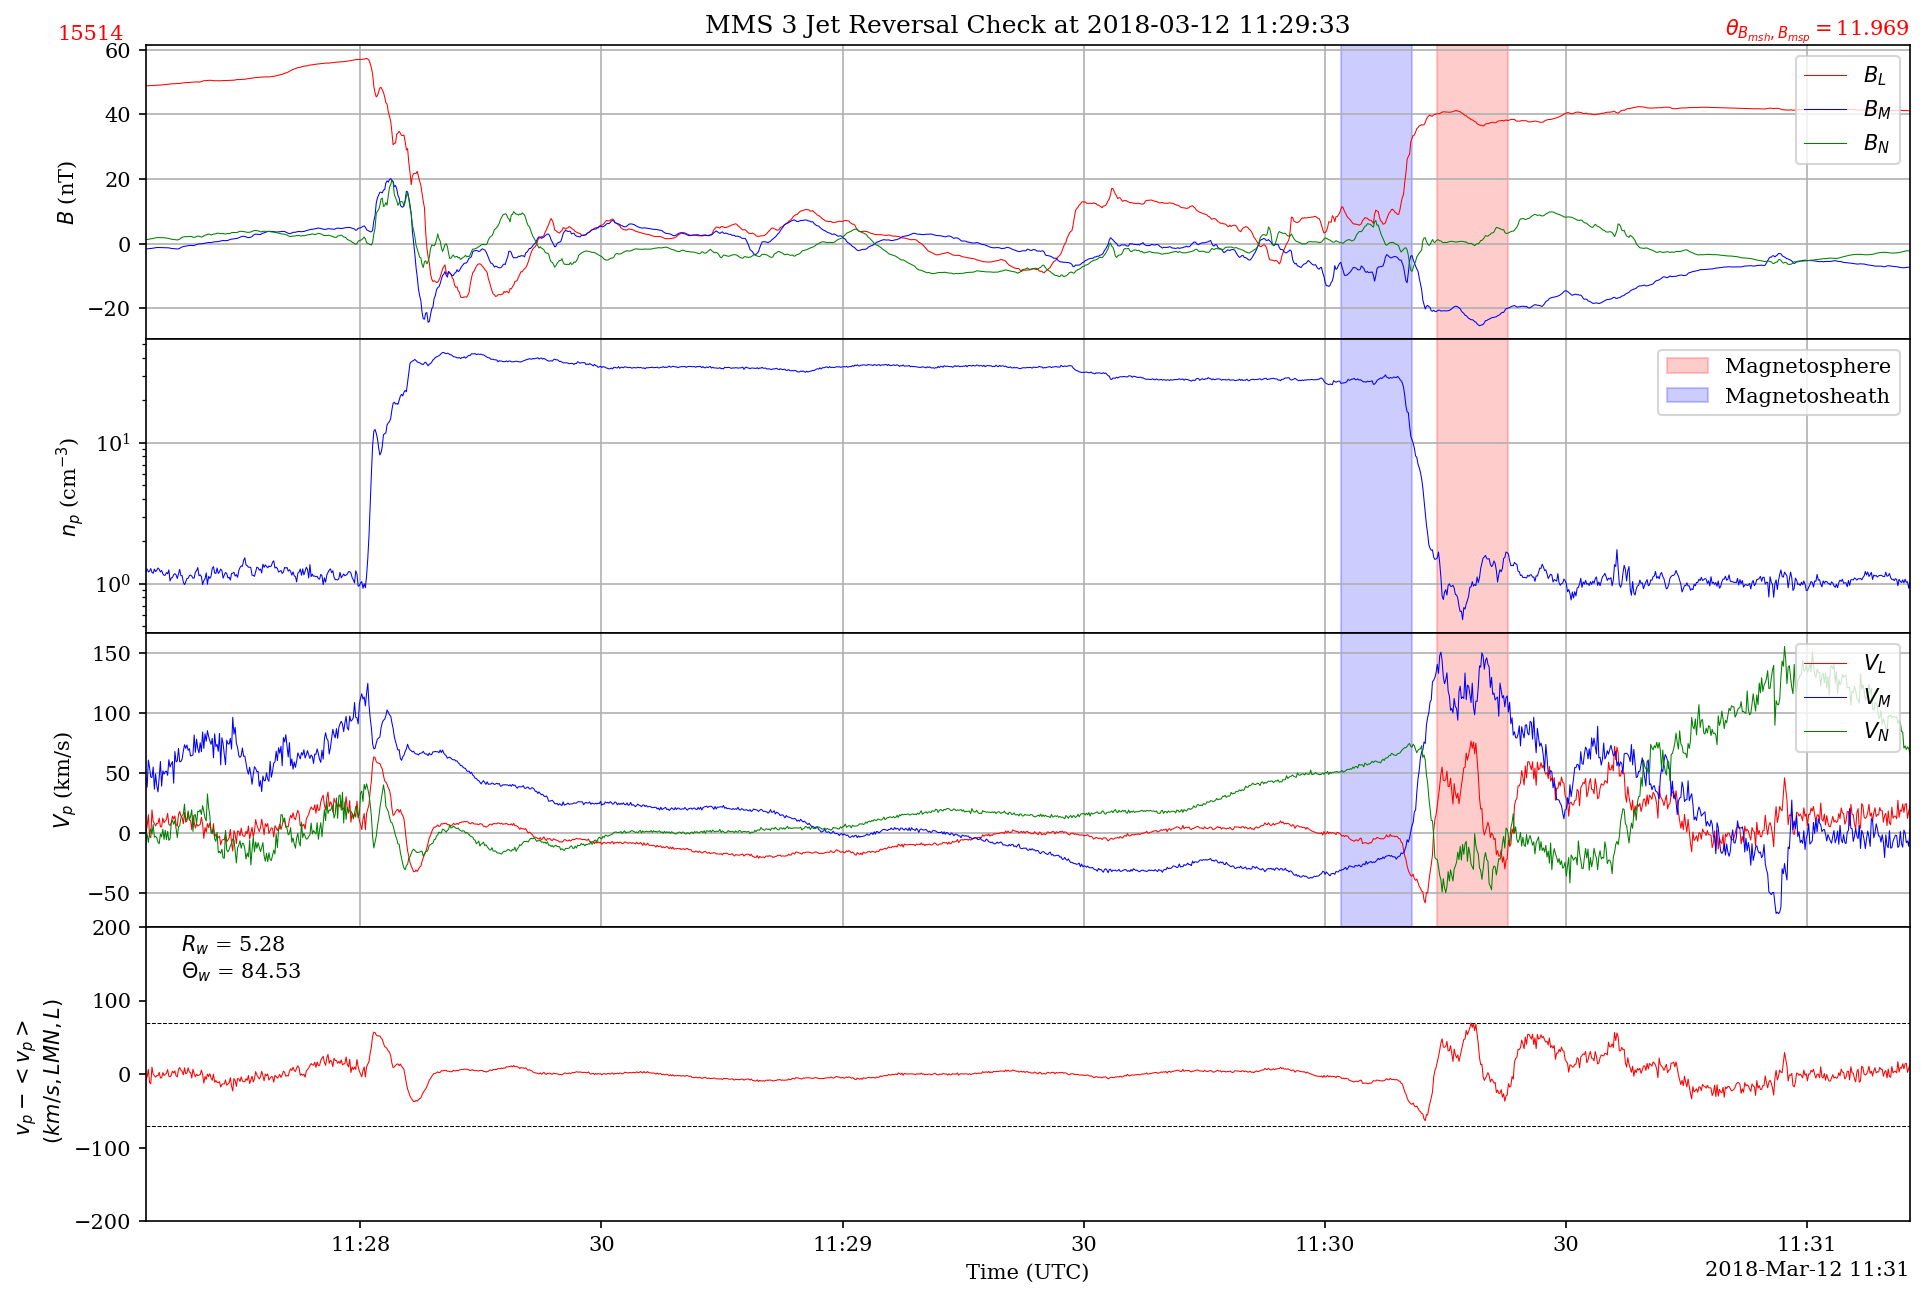 MMS 3 Jet Reversal Check at 2018-03-12 11:29:33
15514
θ_{B_{msh}, B_{msp}} = 11.969
60
40
20
0
−20
B (nT)
B_L
B_M
B_N
10^1
10^0
n_p (cm^{−3})
Magnetosphere
Magnetosheath
150
100
50
0
−50
V_p (km/s)
V_L
V_M
V_N
200
100
0
−100
−200
v_p − < v_p >
(km/s, LMN, L)
R_w = 5.28
Θ_w = 84.53
11:28
30
11:29
30
11:30
30
11:31
Time (UTC)
2018-Mar-12 11:31